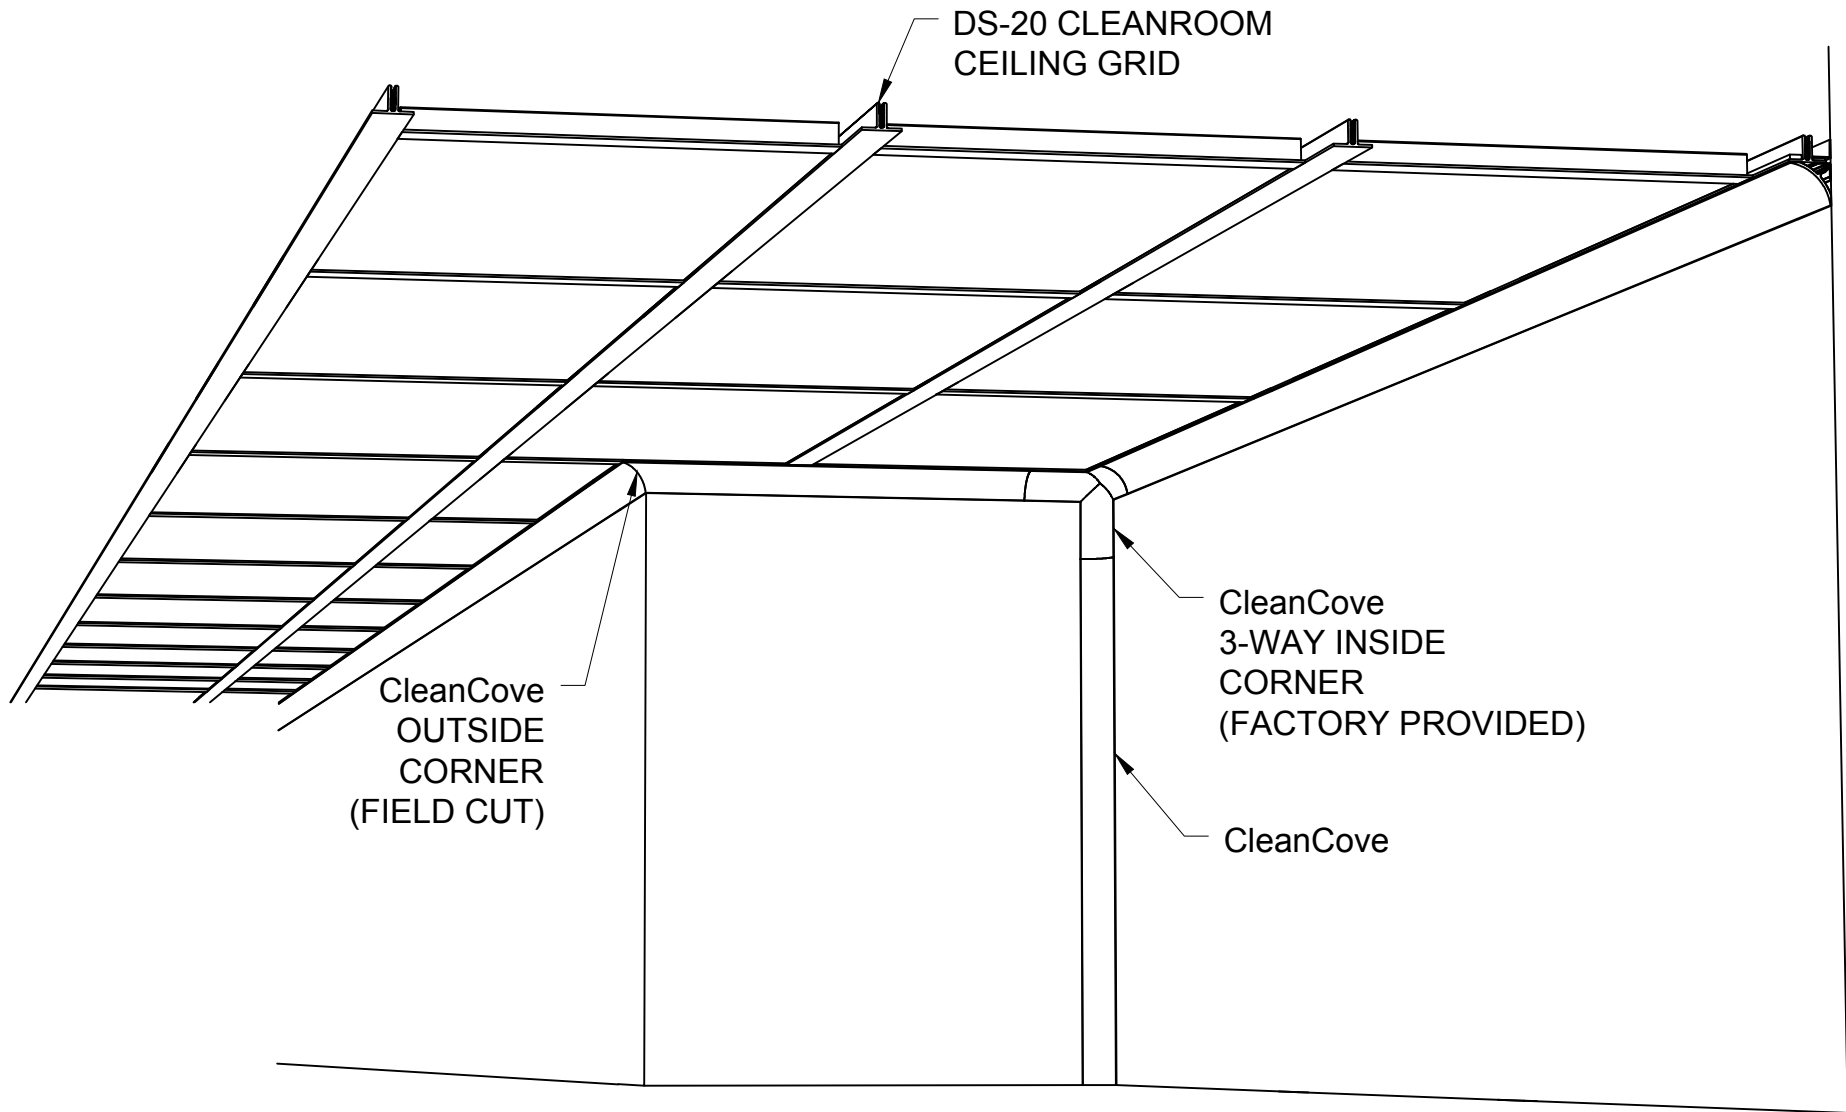 DS-20 CLEANROOM
CEILING GRID
CleanCove
3-WAY INSIDE
CORNER
(FACTORY PROVIDED)
CleanCove
OUTSIDE
CORNER
(FIELD CUT)
CleanCove